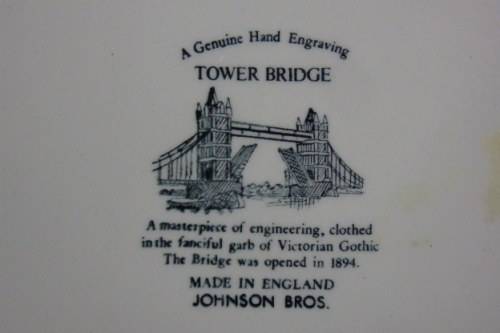 A Genuine Hand Engraving
TOWER BRIDGE
A masterpiece of engineering, clothed
in the fanciful garb of Victorian Gothic
The Bridge was opened in 1894.
MADE IN ENGLAND
JOHNSON BROS.